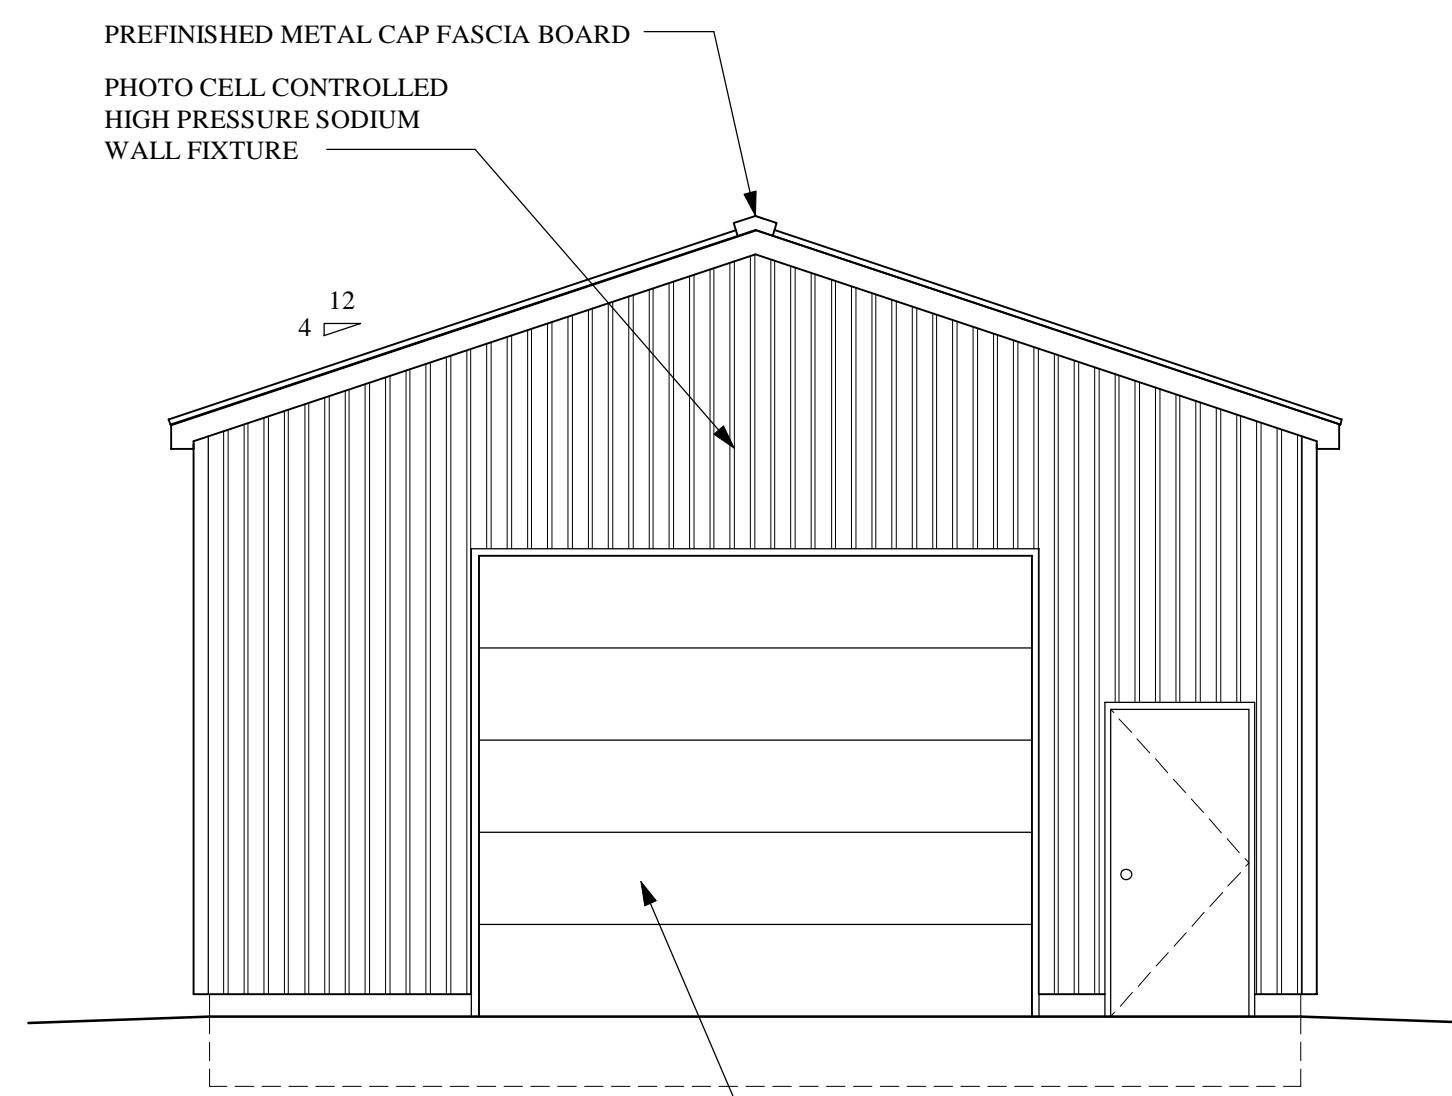 PREFINISHED METAL CAP FASCIA BOARD
PHOTO CELL CONTROLLED
HIGH PRESSURE SODIUM
WALL FIXTURE
12
4